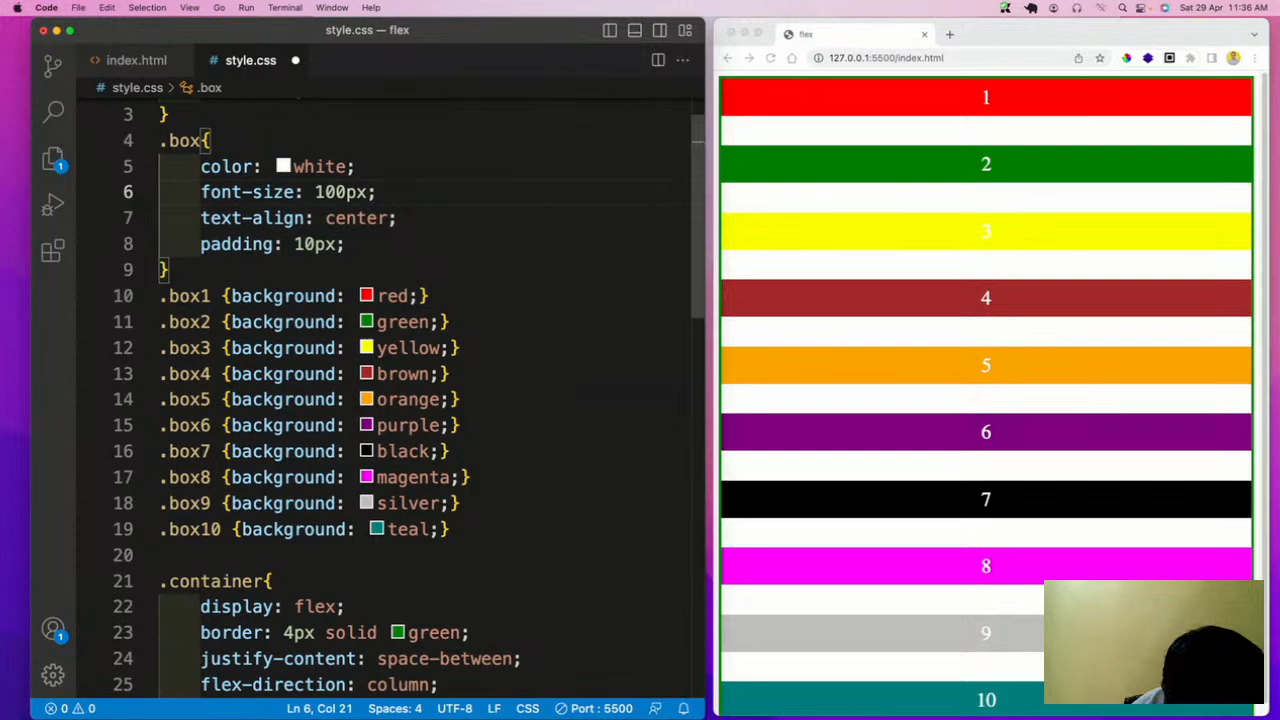 Code File Edit Selection View Go Run Terminal Window Help
Sat 29 Apr 11:36 AM
style.css — flex
flex
index.html
style.css
127.0.0.1:5500/index.html
style.css > .box
3 }
4 .box{
5 color: white;
6 font-size: 100px;
7 text-align: center;
8 padding: 10px;
9 }
10 .box1 {background: red;}
11 .box2 {background: green;}
12 .box3 {background: yellow;}
13 .box4 {background: brown;}
14 .box5 {background: orange;}
15 .box6 {background: purple;}
16 .box7 {background: black;}
17 .box8 {background: magenta;}
18 .box9 {background: silver;}
19 .box10 {background: teal;}
20
21 .container{
22 display: flex;
23 border: 4px solid green;
24 justify-content: space-between;
25 flex-direction: column;
1
1
1
2
3
4
5
6
7
8
9
10
0 0
Ln 6, Col 21
Spaces: 4
UTF-8
LF
CSS
Port : 5500